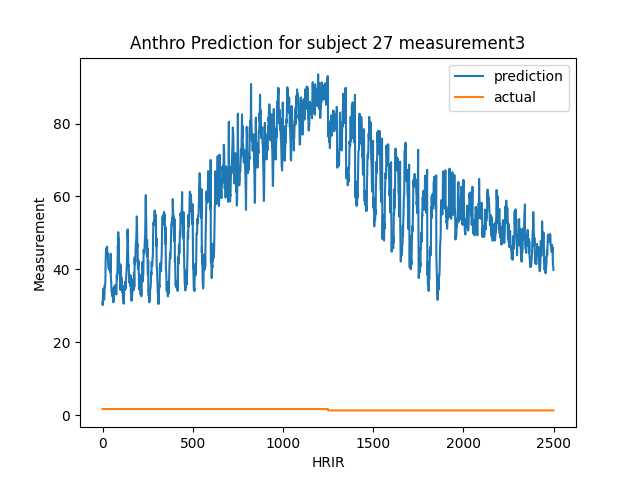 Anthro Prediction for subject 27 measurement3
prediction
actual
Measurement
80
60
40
20
0
0
500
1000
1500
2000
2500
HRIR